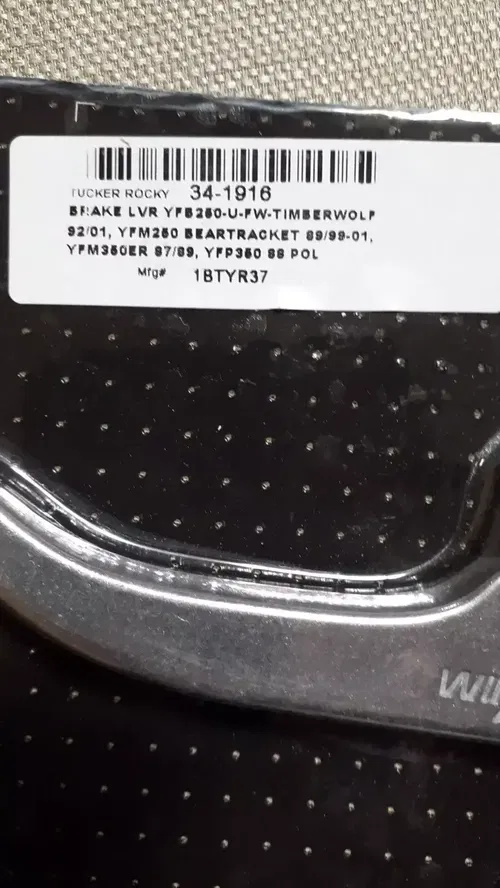 TUCKER ROCKY 34-1916
BRAKE LVR YFB250-U-FW-TIMBERWOLF
92/01, YFM250 BEARTRACKET 89/99-01,
YFM350ER 87/89, YFP350 88 POL
Mfg# 1BTYR37